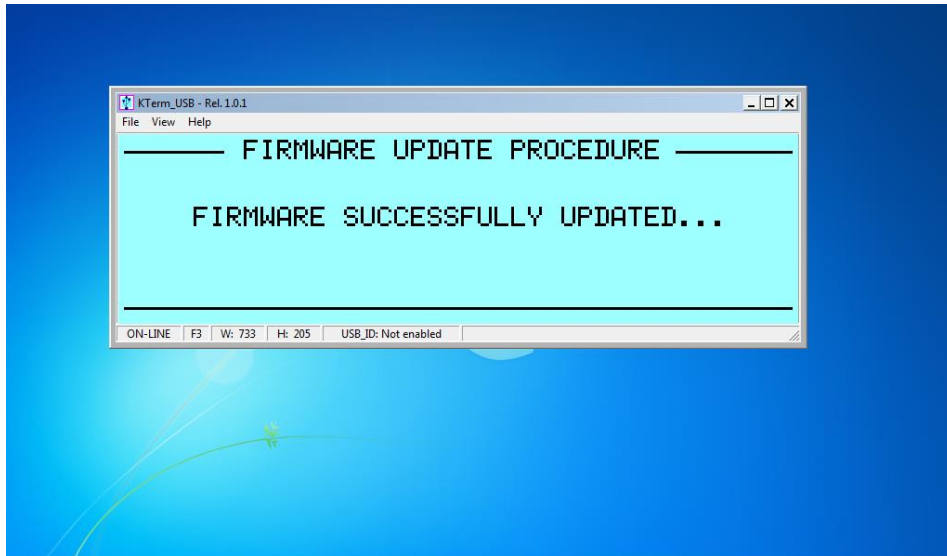 KTerm_USB - Rel. 1.0.1
File View Help
FIRMWARE UPDATE PROCEDURE
FIRMWARE SUCCESSFULLY UPDATED...
ON-LINE F3 W: 733 H: 205 USB_ID: Not enabled